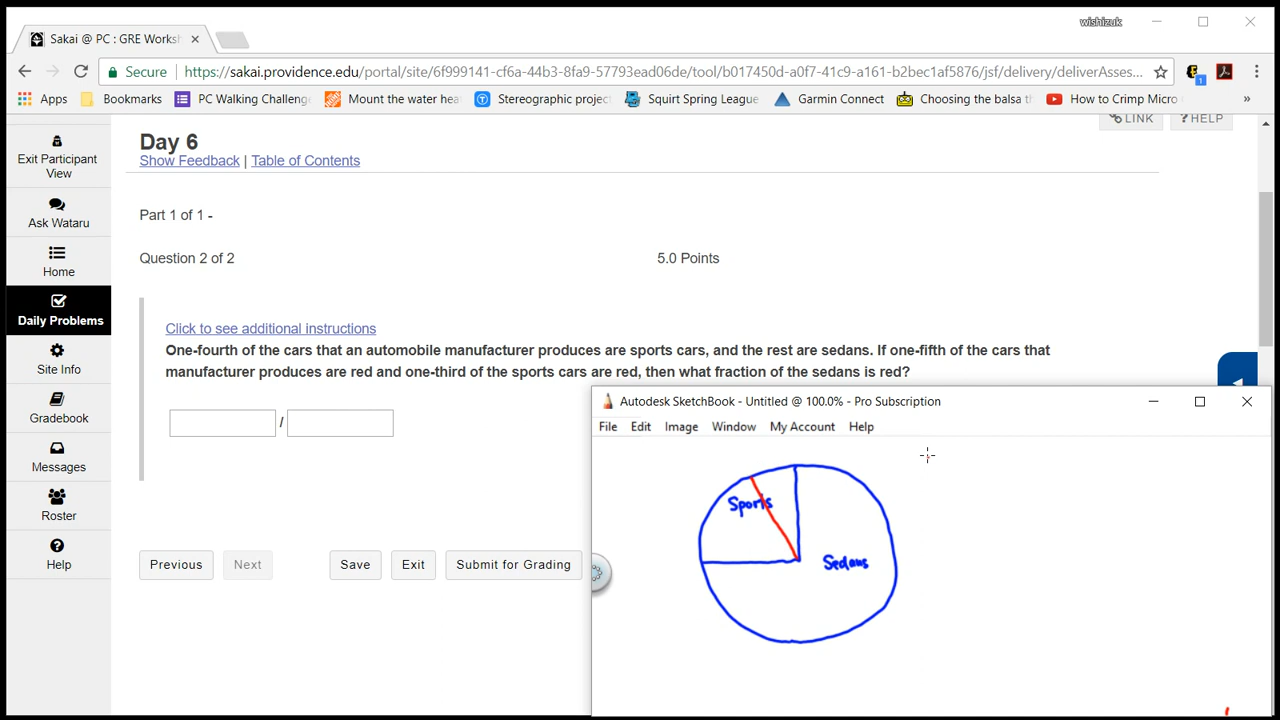 wishizuk
Sakai @ PC : GRE Worksh
Secure
https://sakai.providence.edu/portal/site/6f999141-cf6a-44b3-8fa9-57793ead06de/tool/b017450d-a0f7-41c9-a161-b2bec1af5e76/jsf/delivery/deliverAsses...
Apps Bookmarks PC Walking Challeng Mount the water hea Stereographic projec Squirt Spring League Garmin Connect Choosing the balsa t How to Crimp Micro »
LINK ? HELP
Exit Participant View
Ask Wataru
Home
Daily Problems
Site Info
Gradebook
Messages
Roster
Help
Day 6
Show Feedback | Table of Contents
Part 1 of 1 -
Question 2 of 2 5.0 Points
Click to see additional instructions
One-fourth of the cars that an automobile manufacturer produces are sports cars, and the rest are sedans. If one-fifth of the cars that
manufacturer produces are red and one-third of the sports cars are red, then what fraction of the sedans is red?
/
Previous Next Save Exit Submit for Grading
Autodesk SketchBook - Untitled @ 100.0% - Pro Subscription
File Edit Image Window My Account Help
Sports
Sedans